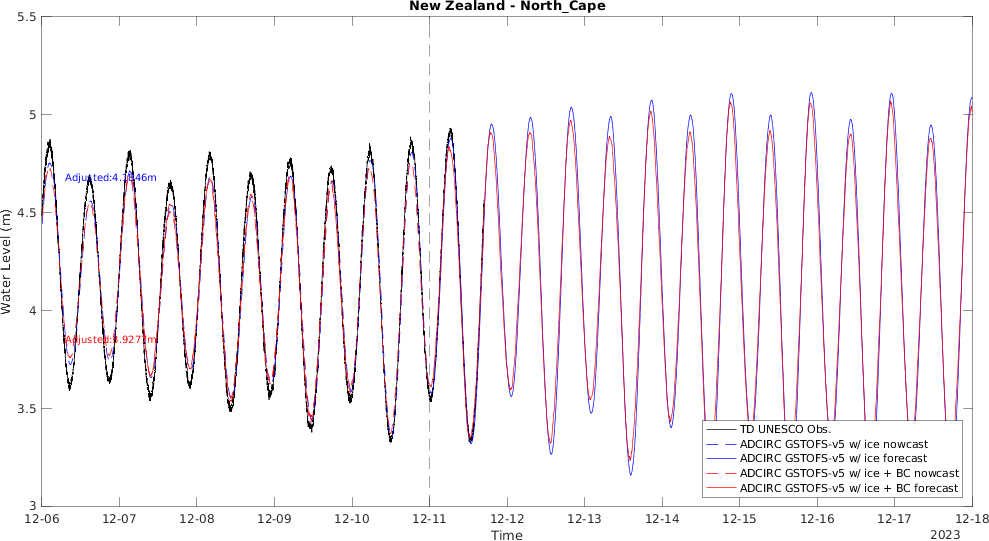 New Zealand - North_Cape
5.5
5
4.5
4
3.5
3
Water Level (m)
12-06
12-07
12-08
12-09
12-10
12-11
12-12
12-13
12-14
12-15
12-16
12-17
12-18
Time
2023
TD UNESCO Obs.
ADCIRC GSTOFS-v5 w/ ice nowcast
ADCIRC GSTOFS-v5 w/ ice forecast
ADCIRC GSTOFS-v5 w/ ice + BC nowcast
ADCIRC GSTOFS-v5 w/ ice + BC forecast